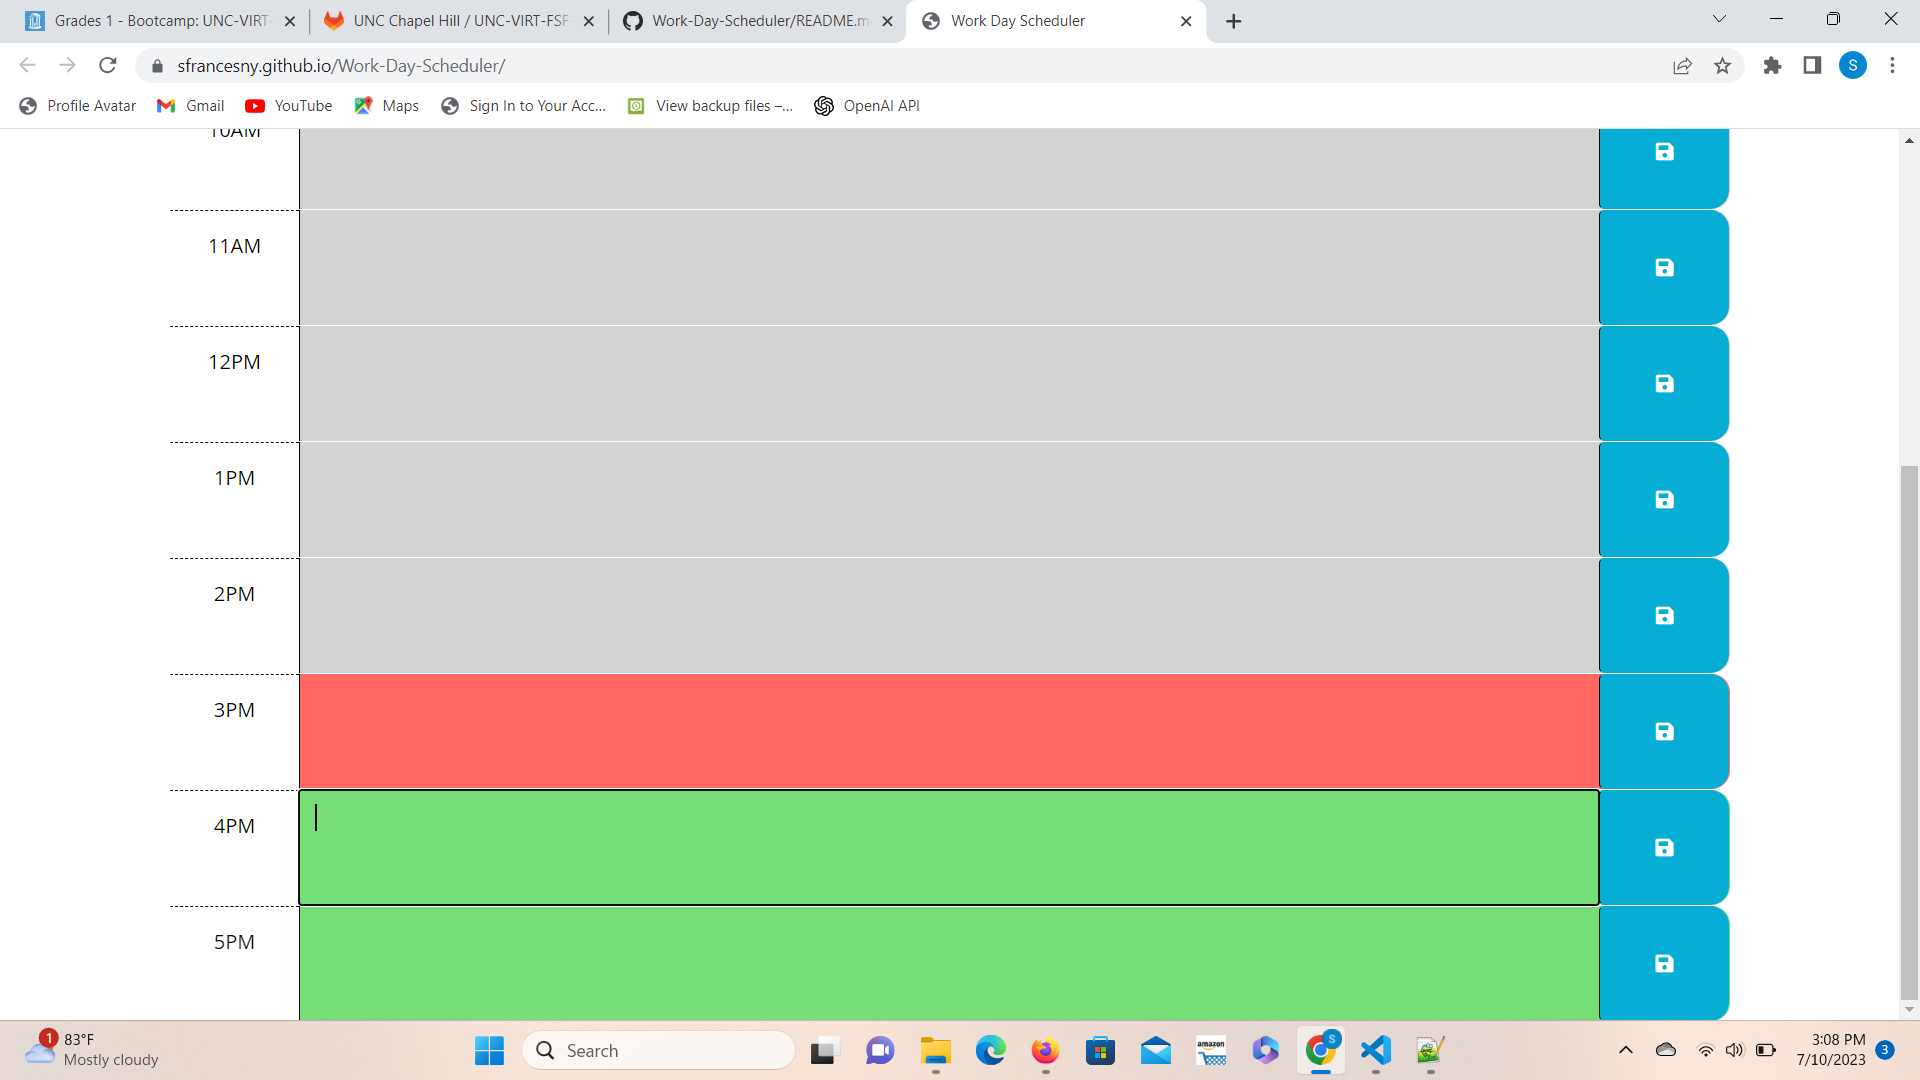 Grades 1 - Bootcamp: UNC-VIRT-
UNC Chapel Hill / UNC-VIRT-FSF
Work-Day-Scheduler/README.m
Work Day Scheduler
sfrancesny.github.io/Work-Day-Scheduler/
S
Profile Avatar
Gmail
YouTube
Maps
Sign In to Your Acc...
View backup files –...
OpenAI API
10AM
11AM
12PM
1PM
2PM
3PM
4PM
5PM
1
83°F
Mostly cloudy
Search
amazon
S
3:08 PM
7/10/2023
3